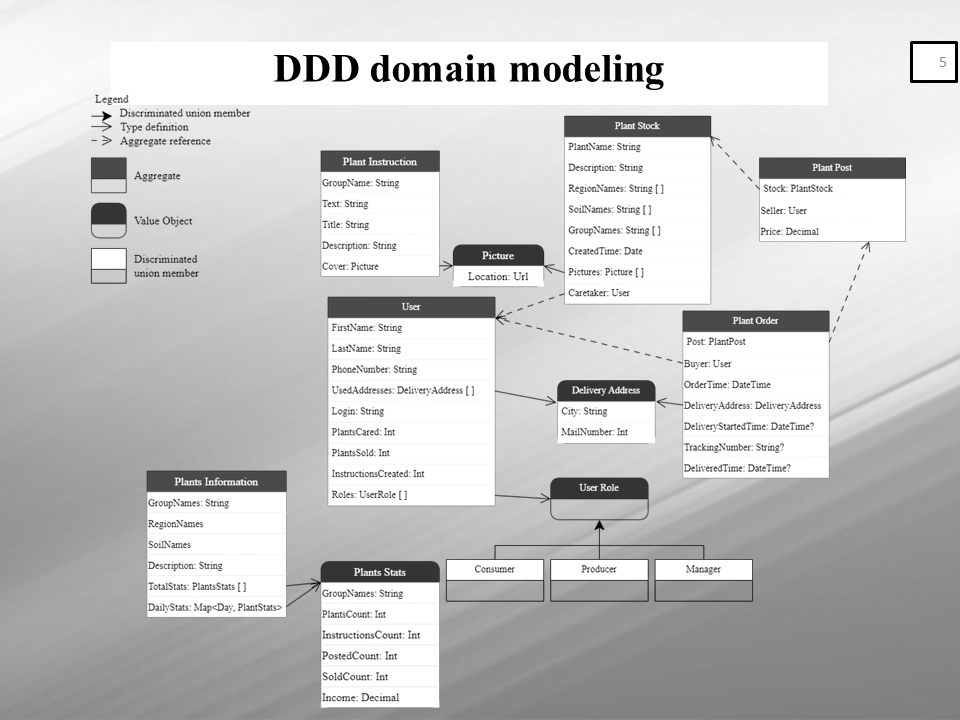 DDD domain modeling
5
Legend
Discriminated union member
Type definition
Aggregate reference
Aggregate
Value Object
Discriminated
union member
Plant Instruction
GroupName: String
Text: String
Title: String
Description: String
Cover: Picture
Picture
Location: Url
Plant Stock
PlantName: String
Description: String
RegionNames: String [ ]
SoilNames: String [ ]
GroupNames: String [ ]
CreatedTime: Date
Pictures: Picture [ ]
Caretaker: User
Plant Post
Stock: PlantStock
Seller: User
Price: Decimal
User
FirstName: String
LastName: String
PhoneNumber: String
UsedAddresses: DeliveryAddress [ ]
Login: String
PlantsCared: Int
PlantsSold: Int
InstructionsCreated: Int
Roles: UserRole [ ]
Delivery Address
City: String
MailNumber: Int
Plant Order
Post: PlantPost
Buyer: User
OrderTime: DateTime
DeliveryAddress: DeliveryAddress
DeliveryStartedTime: DateTime?
TrackingNumber: String?
DeliveredTime: DateTime?
User Role
Consumer
Producer
Manager
Plants Information
GroupNames: String
RegionNames
SoilNames
Description: String
TotalStats: PlantsStats [ ]
DailyStats: Map<Day, PlantStats>
Plants Stats
GroupNames: String
PlantsCount: Int
InstructionsCount: Int
PostedCount: Int
SoldCount: Int
Income: Decimal